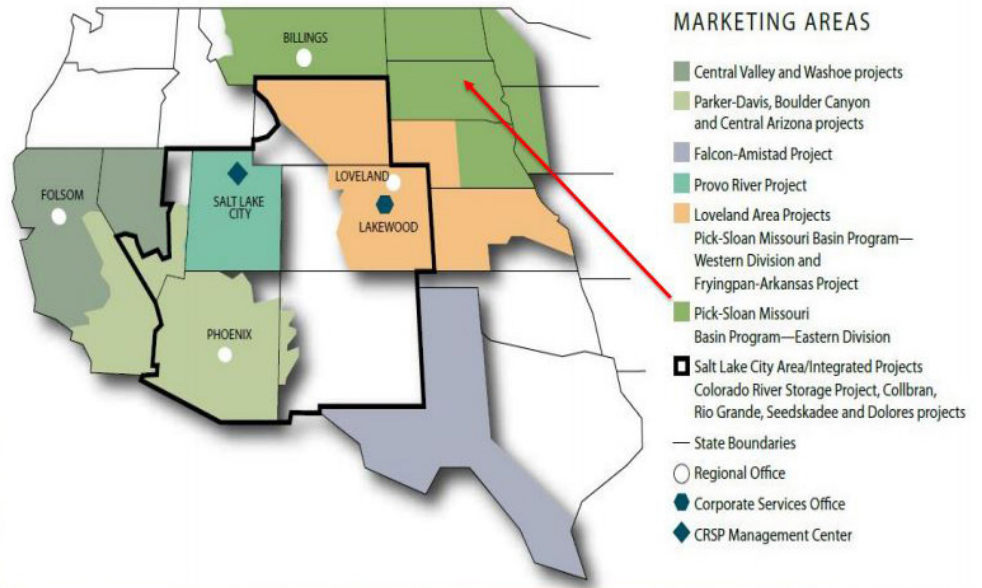 BILLINGS
FOLSOM
SALT LAKE
CITY
LOVELAND
LAKEWOOD
PHOENIX
MARKETING AREAS
Central Valley and Washoe projects
Parker-Davis, Boulder Canyon
and Central Arizona projects
Falcon-Amistad Project
Provo River Project
Loveland Area Projects
Pick-Sloan Missouri Basin Program—
Western Division and
Fryingpan-Arkansas Project
Pick-Sloan Missouri
Basin Program—Eastern Division
Salt Lake City Area/Integrated Projects
Colorado River Storage Project, Collbran,
Rio Grande, Seedskadee and Dolores projects
State Boundaries
Regional Office
Corporate Services Office
CRSP Management Center